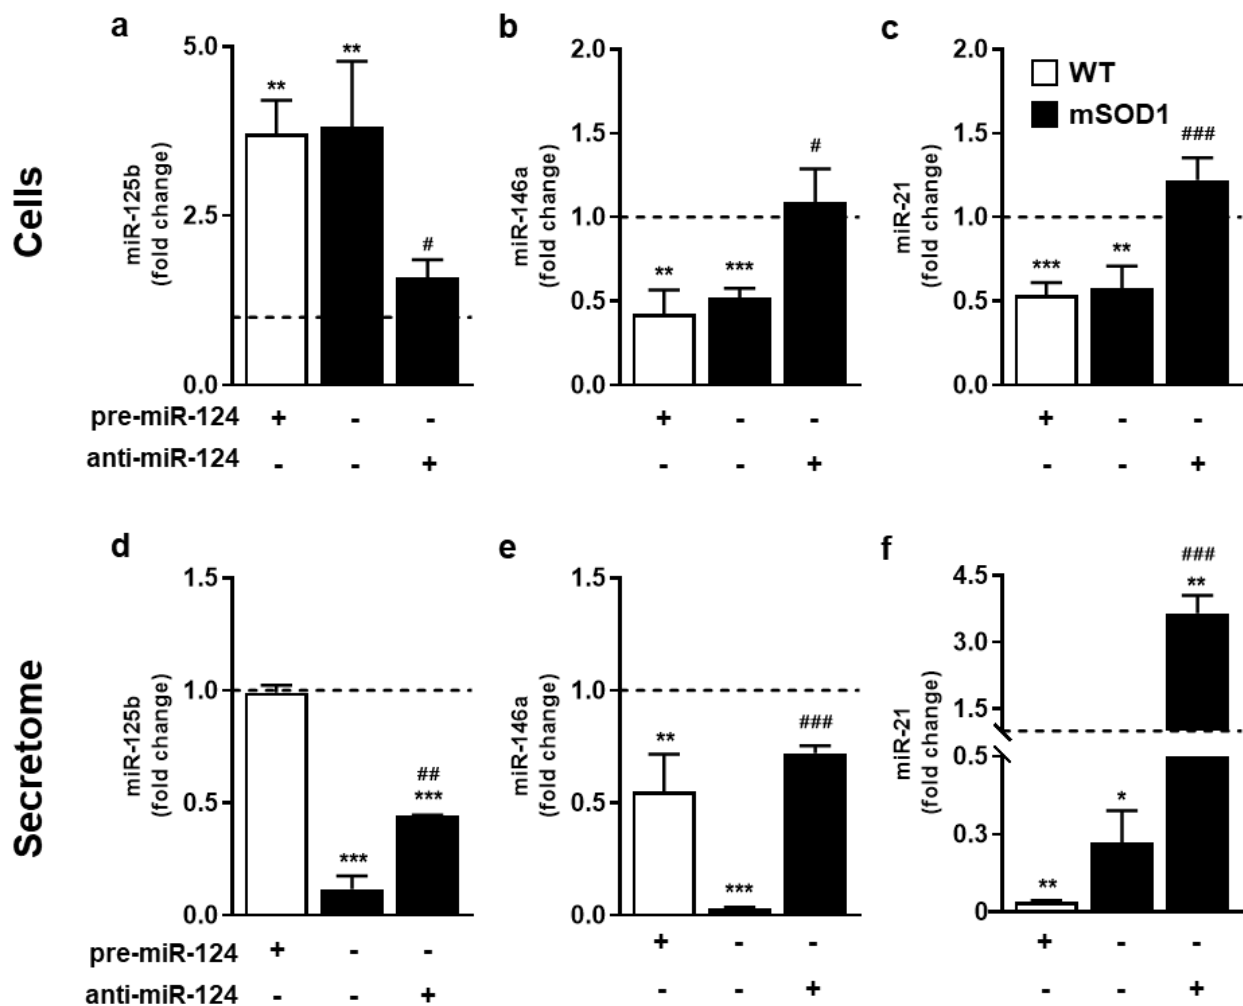 a
b
c
Cells
5.0
2.5
0.0
miR-125b
(fold change)
**
**
#
2.0
1.5
1.0
0.5
0.0
miR-146a
(fold change)
**
***
#
2.0
1.5
1.0
0.5
0.0
miR-21
(fold change)
***
**
###
WT
mSOD1
pre-miR-124 + - - + - - + - -
anti-miR-124 - - + - - + - - +
d
e
f
Secretome
1.5
1.0
0.5
0.0
miR-125b
(fold change)
***
##
***
1.5
1.0
0.5
0.0
miR-146a
(fold change)
**
***
###
4.5
3.0
1.5
0.5
0.3
0
miR-21
(fold change)
**
*
###
**
pre-miR-124 + - - + - - + - -
anti-miR-124 - - + - - + - - +